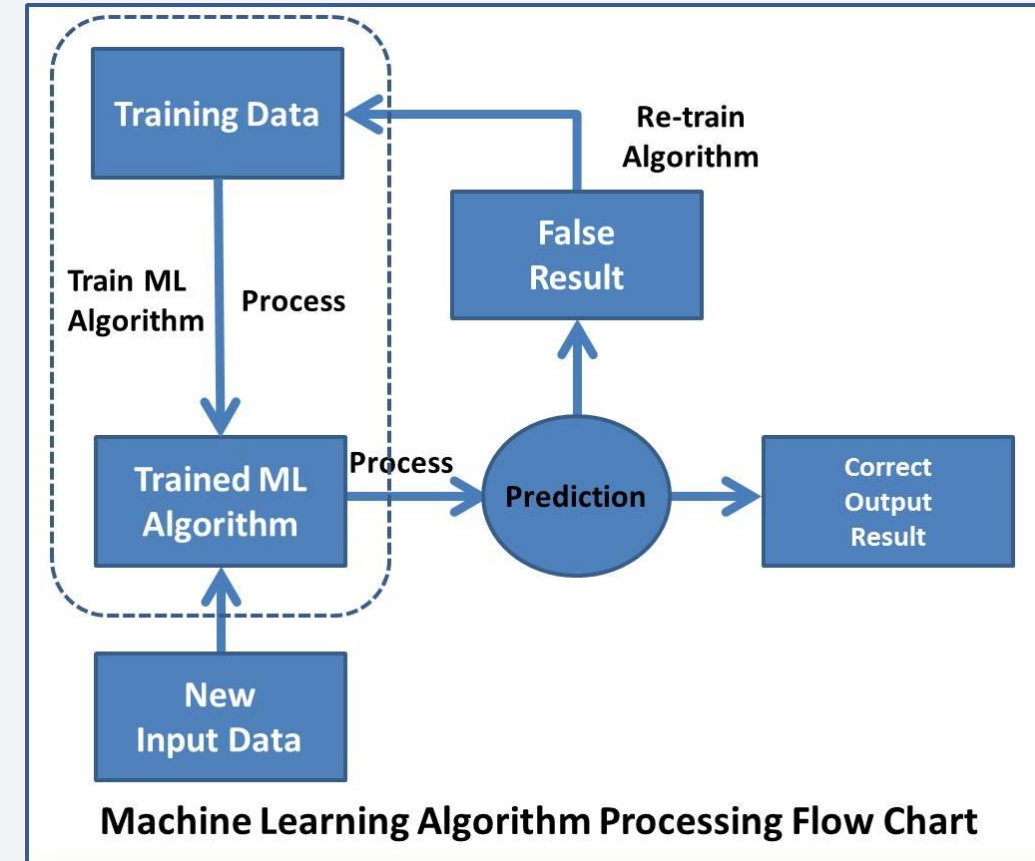 Training Data
Re-train
Algorithm
False
Result
Train ML
Algorithm
Process
Trained ML
Algorithm
Process
Prediction
Correct
Output
Result
New
Input Data
Machine Learning Algorithm Processing Flow Chart